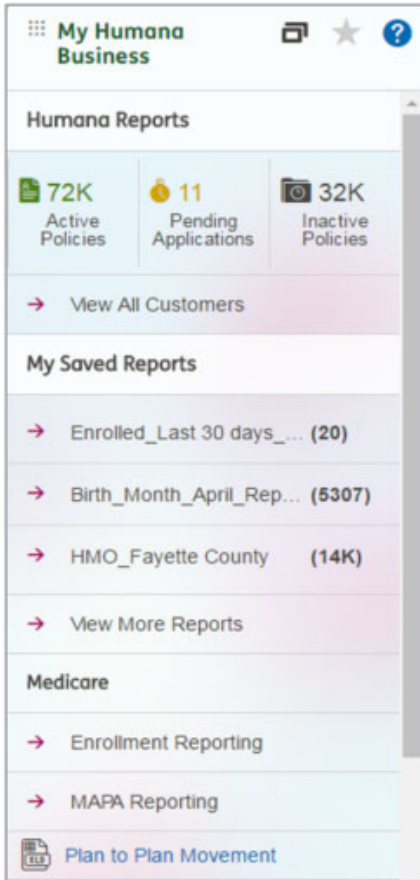 My Humana
Business
?
Humana Reports
72K
Active
Policies
11
Pending
Applications
32K
Inactive
Policies
View All Customers
My Saved Reports
Enrolled_Last 30 days_... (20)
Birth_Month_April_Rep... (5307)
HMO_Fayette County (14K)
View More Reports
Medicare
Enrollment Reporting
MAPA Reporting
Plan to Plan Movement